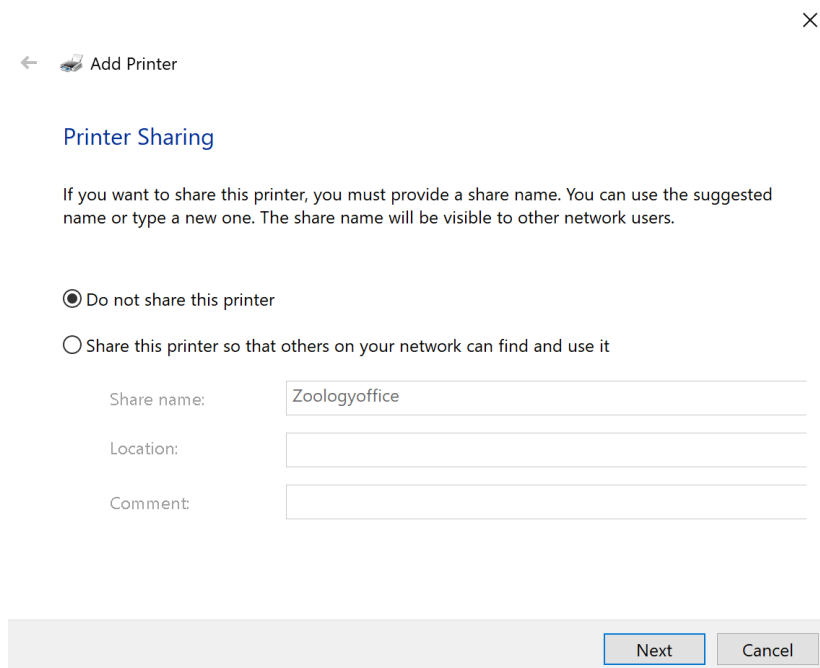 Add Printer
Printer Sharing
If you want to share this printer, you must provide a share name. You can use the suggested
name or type a new one. The share name will be visible to other network users.
Do not share this printer
Share this printer so that others on your network can find and use it
Share name: Zoologyoffice
Location:
Comment:
Next Cancel